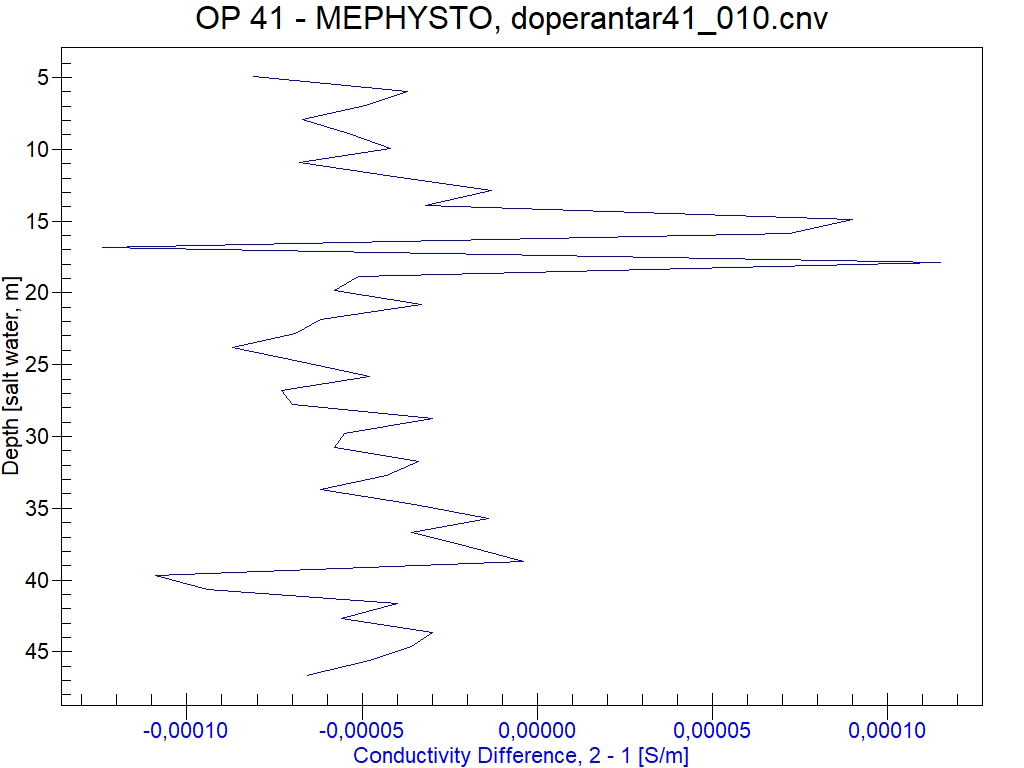 OP 41 - MEPHYSTO, doperantar41_010.cnv
5
10
15
20
25
30
35
40
45
Depth [salt water, m]
-0,00010 -0,00005 0,00000 0,00005 0,00010
Conductivity Difference, 2 - 1 [S/m]